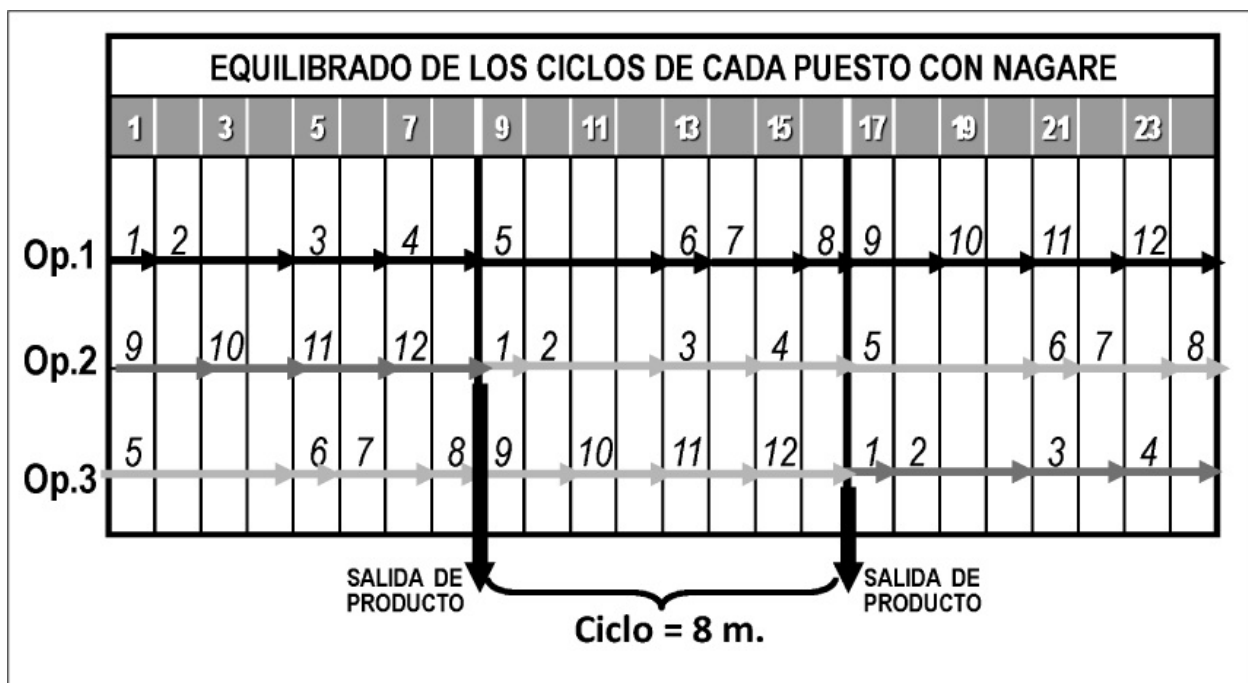 EQUILIBRADO DE LOS CICLOS DE CADA PUESTO CON NAGARE
1 3 5 7 9 11 13 15 17 19 21 23
Op.1 1 2 3 4 5 6 7 8 9 10 11 12
Op.2 9 10 11 12 1 2 3 4 5 6 7 8
Op.3 5 6 7 8 9 10 11 12 1 2 3 4
SALIDA DE SALIDA DE
PRODUCTO PRODUCTO
Ciclo = 8 m.